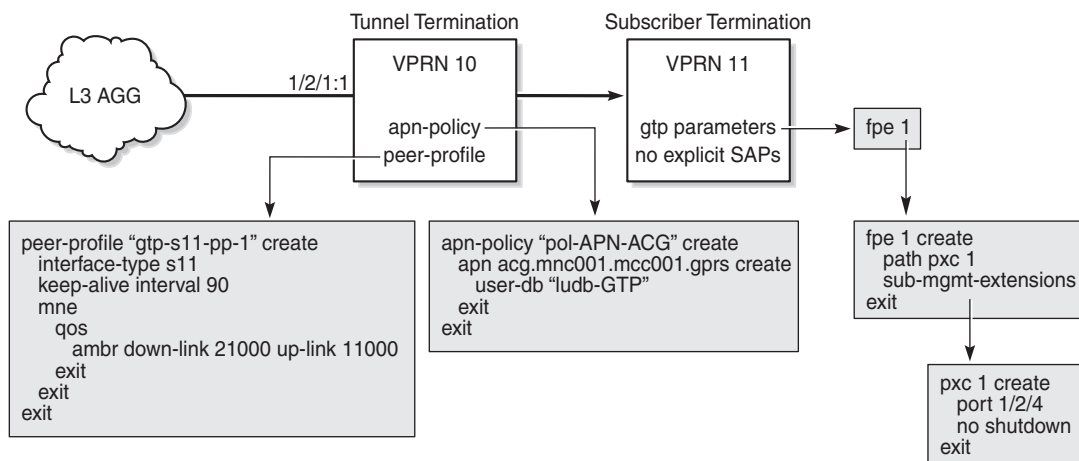 Tunnel Termination
Subscriber Termination
L3 AGG
1/2/1:1
VPRN 10
apn-policy
peer-profile
VPRN 11
gtp parameters
no explicit SAPs
fpe 1
peer-profile “gtp-s11-pp-1” create
interface-type s11
keep-alive interval 90
mne
qos
ambr down-link 21000 up-link 11000
exit
exit
exit
apn-policy “pol-APN-ACG” create
apn acg.mnc001.mcc001.gprs create
user-db “ludb-GTP”
exit
exit
fpe 1 create
path pxc 1
sub-mgmt-extensions
exit
pxc 1 create
port 1/2/4
no shutdown
exit